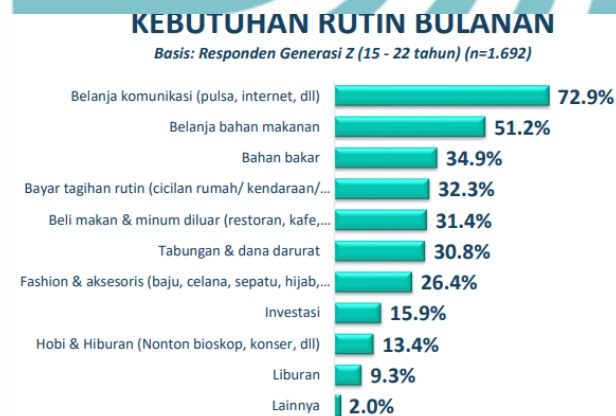 KEBUTUHAN RUTIN BULANAN
Basis: Responden Generasi Z (15 - 22 tahun) (n=1.692)
Belanja komunikasi (pulsa, internet, dll) 72.9%
Belanja bahan makanan 51.2%
Bahan bakar 34.9%
Bayar tagihan rutin (cicilan rumah/ kendaraan/... 32.3%
Beli makan & minum diluar (restoran, kafe,... 31.4%
Tabungan & dana darurat 30.8%
Fashion & aksesoris (baju, celana, sepatu, hijab,... 26.4%
Investasi 15.9%
Hobi & Hiburan (Nonton bioskop, konser, dll) 13.4%
Liburan 9.3%
Lainnya 2.0%